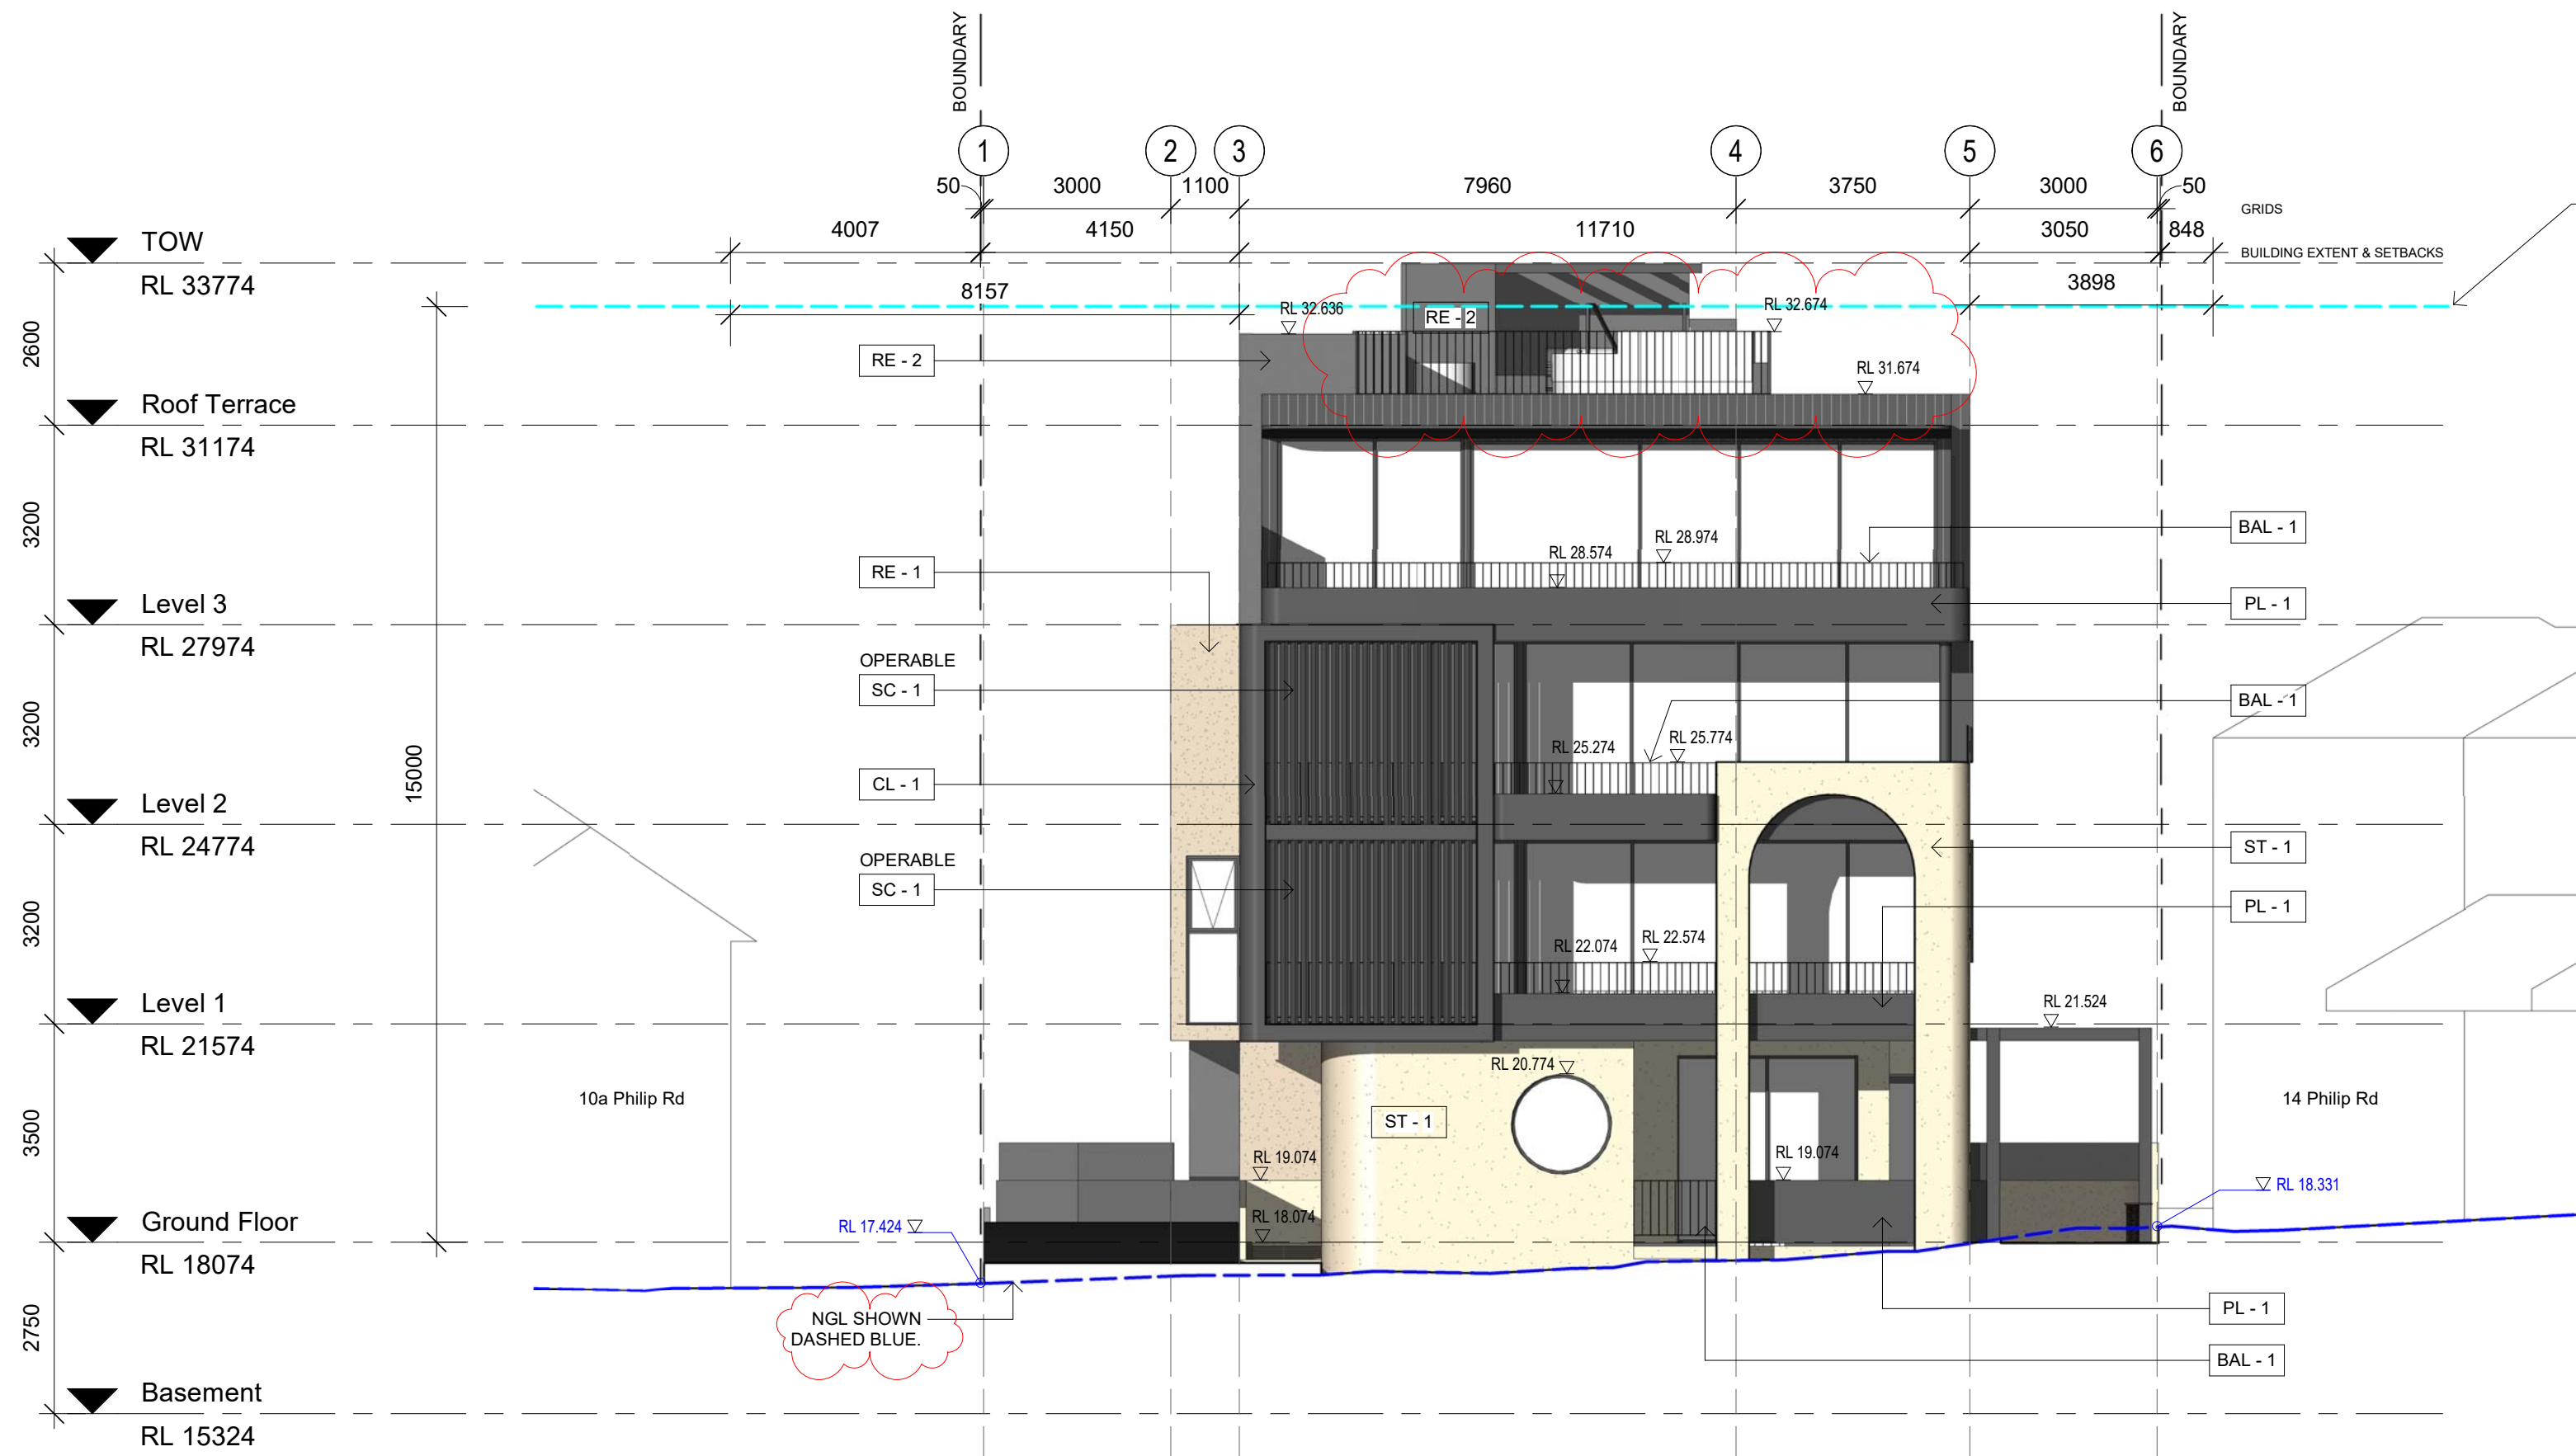 BOUNDARY
BOUNDARY
1
2
3
4
5
6
50
3000
1100
7960
3750
3000
50
GRIDS
4007
4150
11710
3050
848
BUILDING EXTENT & SETBACKS
8157
3898
TOW
RL 33774
2600
Roof Terrace
RL 31174
3200
Level 3
RL 27974
3200
Level 2
RL 24774
3200
Level 1
RL 21574
3500
Ground Floor
RL 18074
2750
Basement
RL 15324
15000
RL 32.636
RE - 2
RL 32.674
RE - 2
RL 31.674
RL 28.574
RL 28.974
BAL - 1
RE - 1
PL - 1
OPERABLE
SC - 1
BAL - 1
RL 25.274
RL 25.774
CL - 1
OPERABLE
SC - 1
ST - 1
PL - 1
RL 22.074
RL 22.574
RL 21.524
RL 20.774
10a Philip Rd
14 Philip Rd
ST - 1
RL 19.074
RL 19.074
RL 18.331
RL 17.424
RL 18.074
NGL SHOWN
DASHED BLUE.
PL - 1
BAL - 1